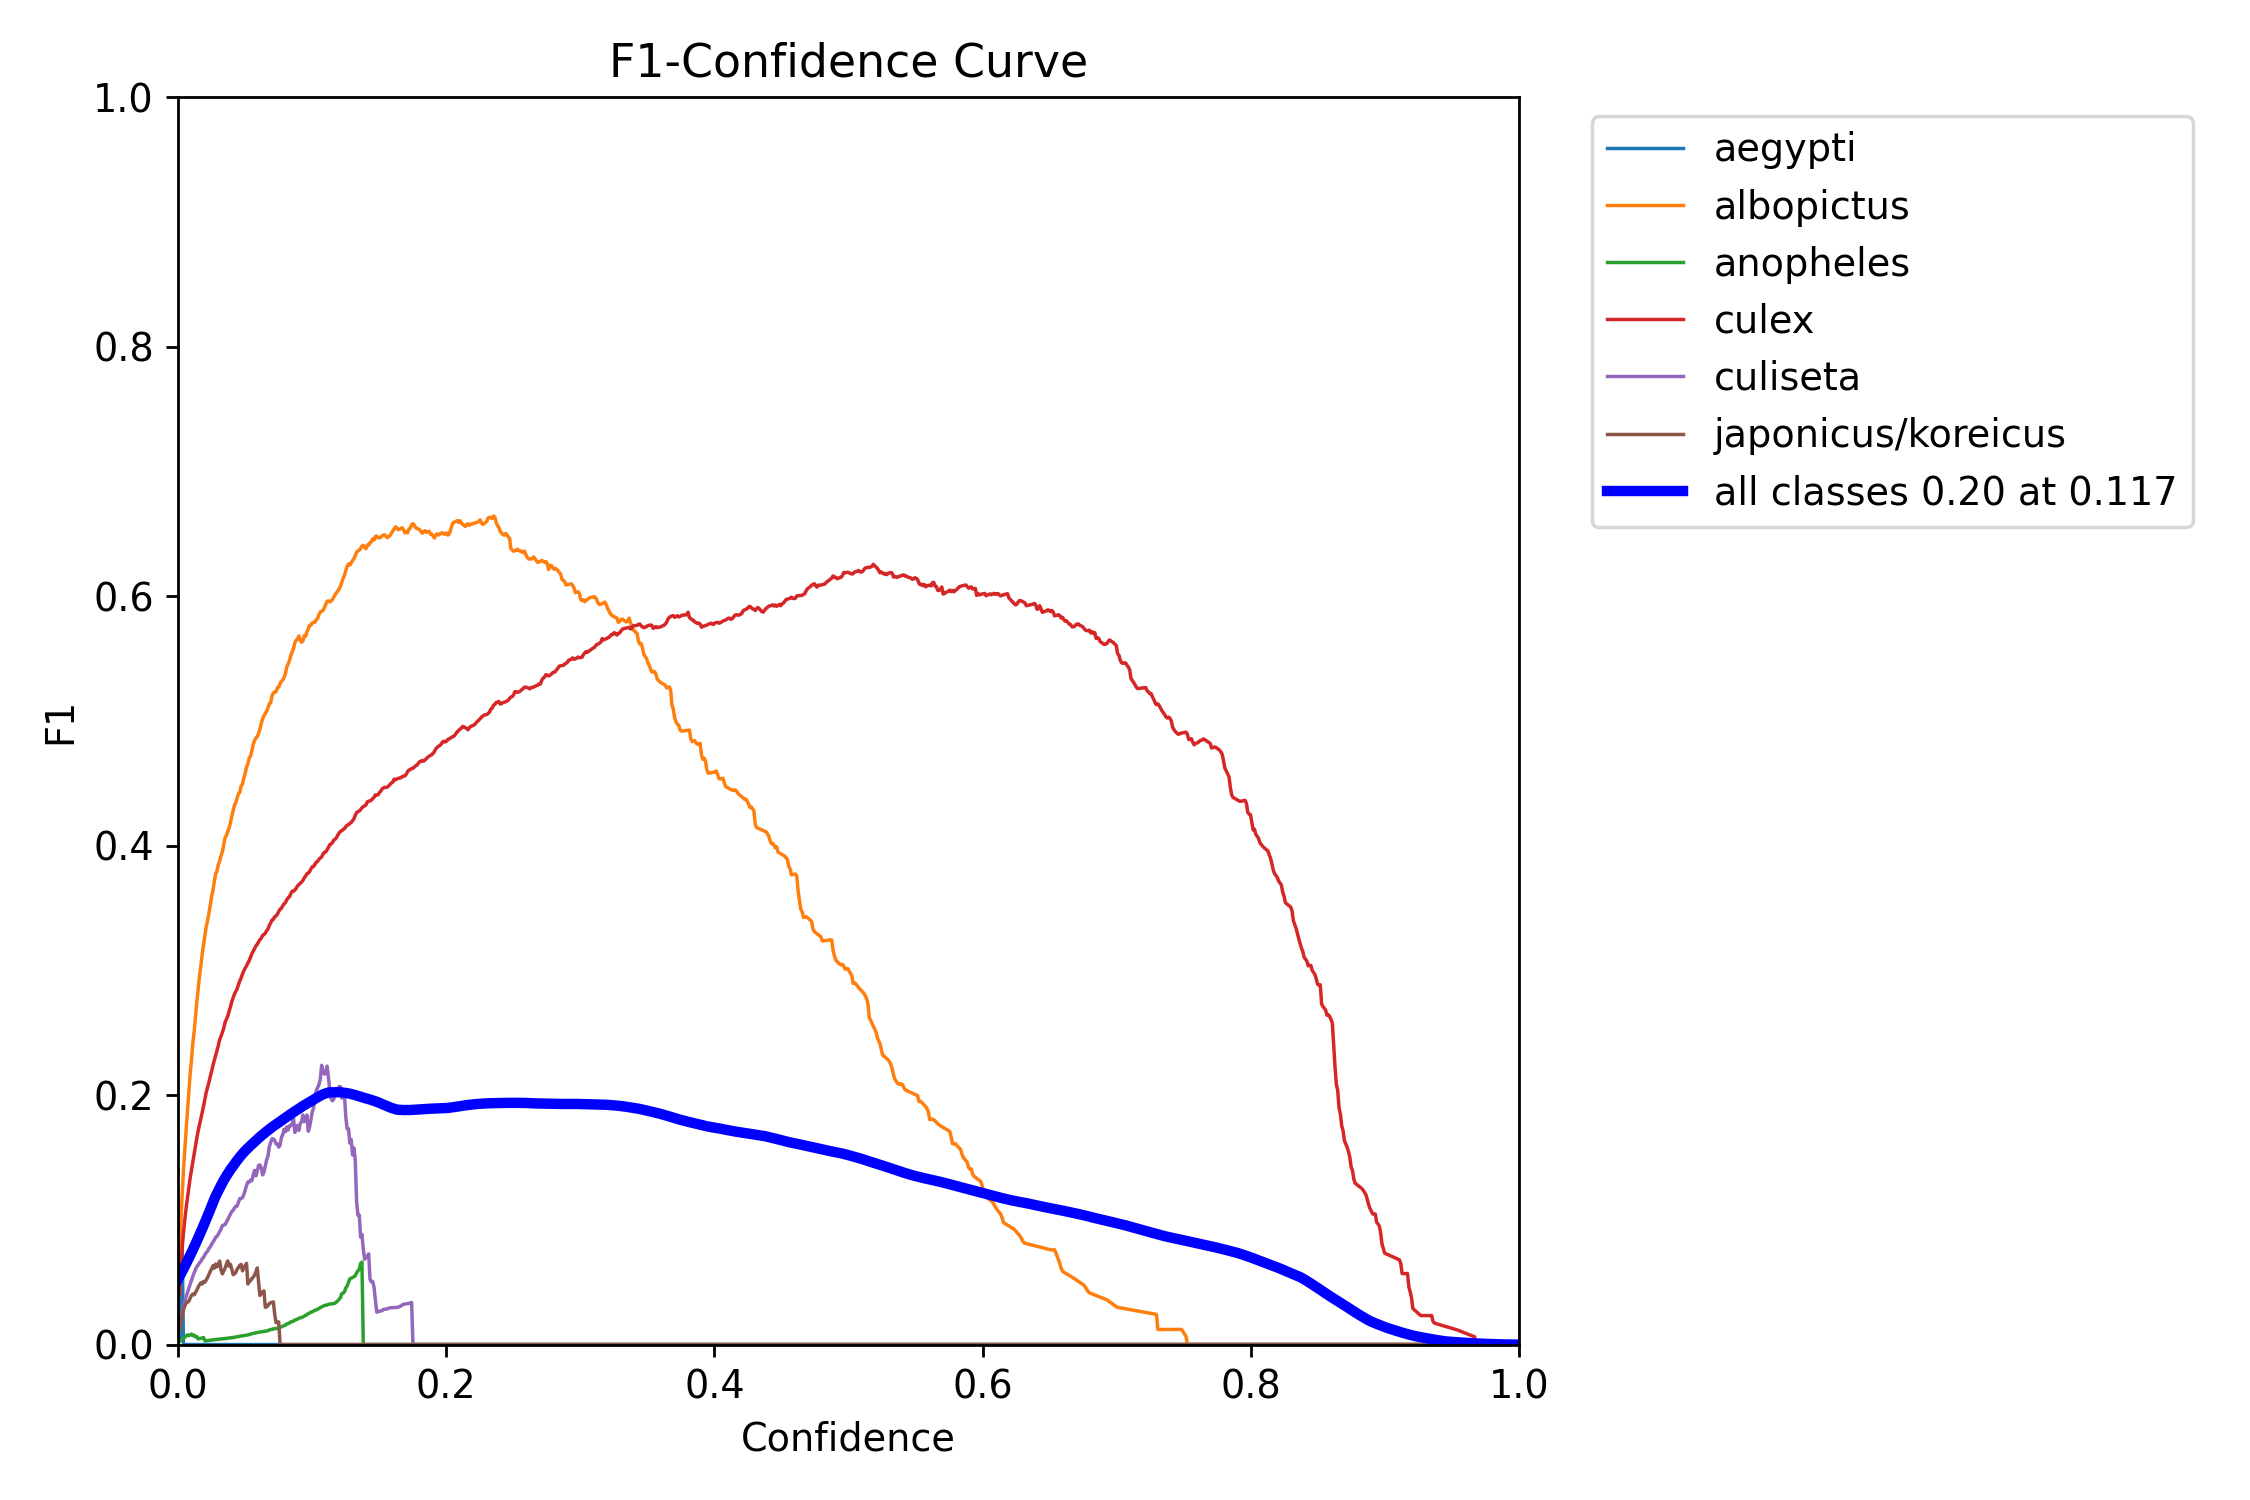 F1-Confidence Curve
1.0
0.8
0.6
0.4
0.2
0.0
F1
0.0 0.2 0.4 0.6 0.8 1.0
Confidence
aegypti
albopictus
anopheles
culex
culiseta
japonicus/koreicus
all classes 0.20 at 0.117